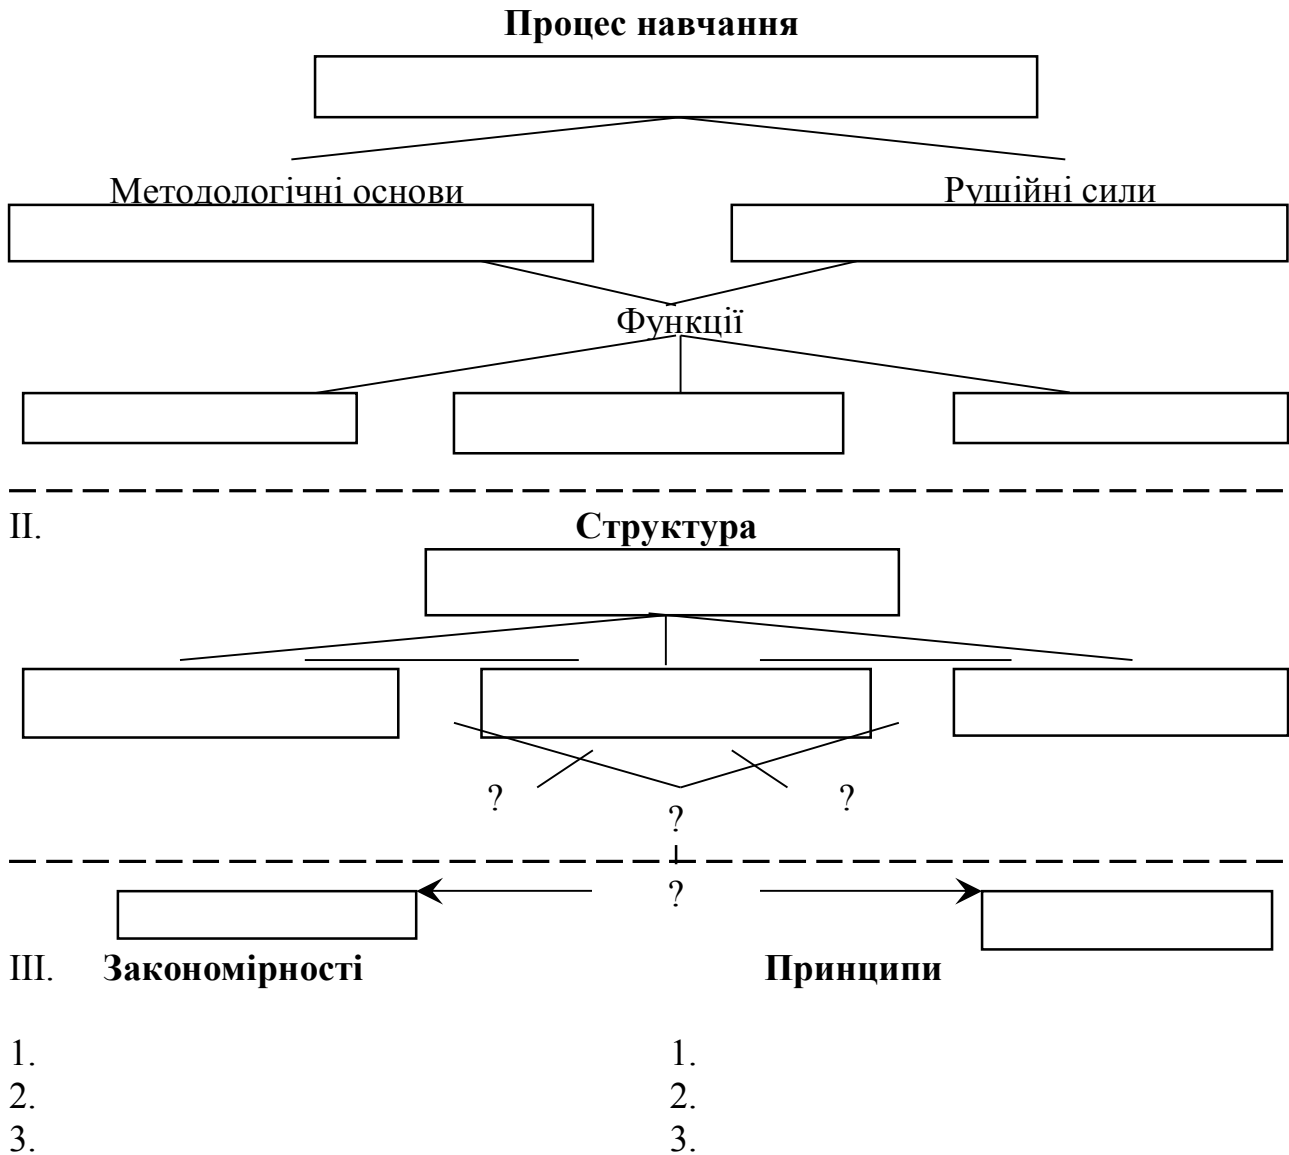 Процес навчання
Методологічні основи Рушійні сили
Функції
II. Структура
? ?
?
?
III. Закономірності Принципи
1. 1.
2. 2.
3. 3.